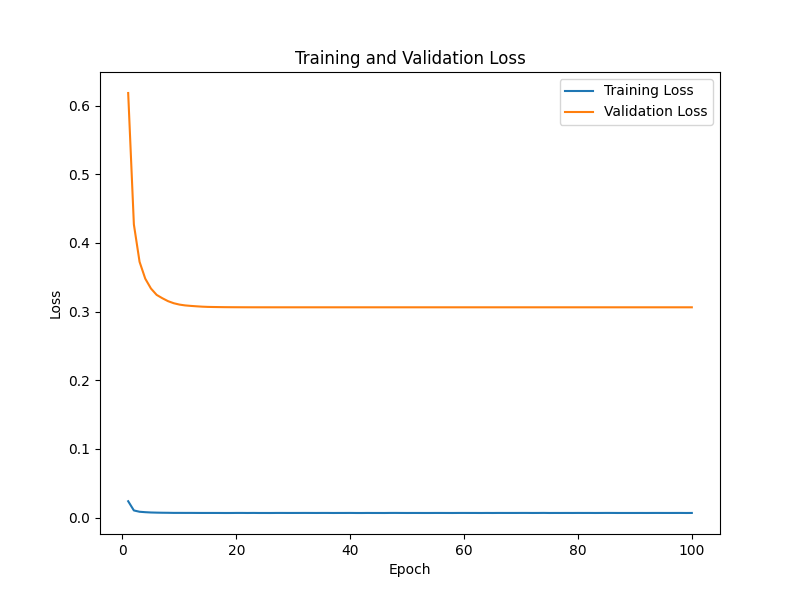 Training and Validation Loss
Training Loss
Validation Loss
0.6
0.5
0.4
0.3
0.2
0.1
0.0
Loss
0 20 40 60 80 100
Epoch